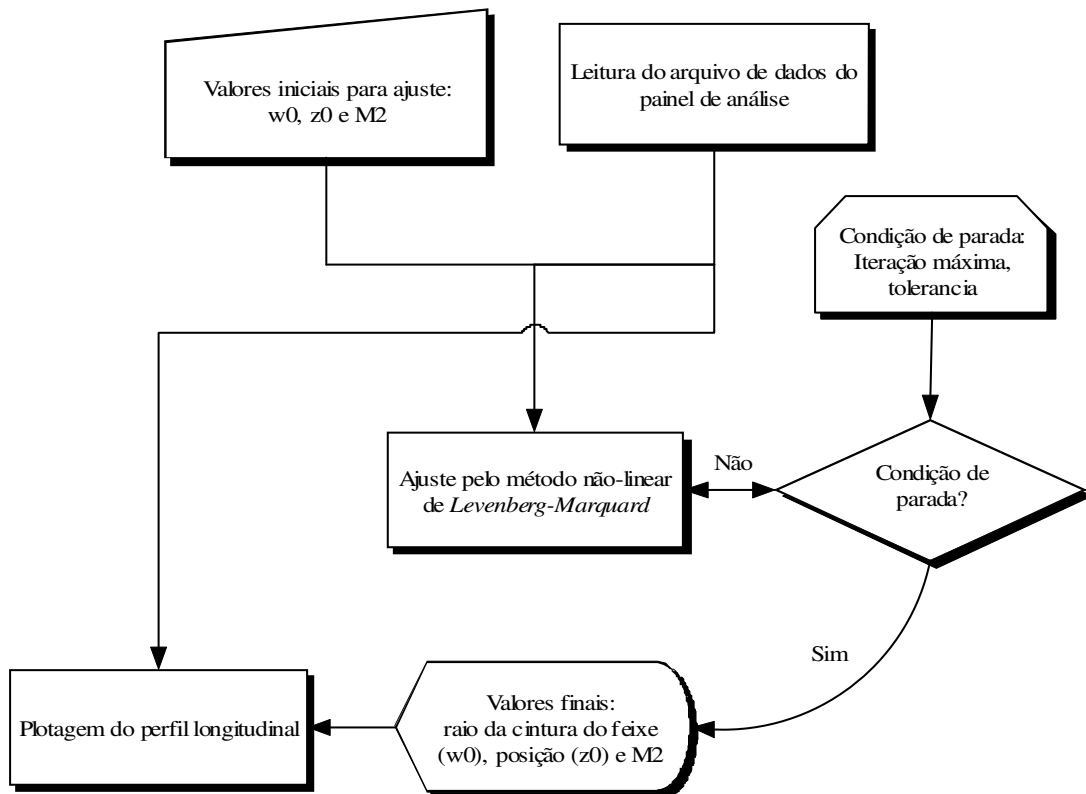 Valores iniciais para ajuste:
w0, z0 e M2
Leitura do arquivo de dados do
painel de análise
Condição de parada:
Iteração máxima,
tolerancia
Ajuste pelo método não-linear
de Levenberg-Marquard
Não
Condição de
parada?
Sim
Plotagem do perfil longitudinal
Valores finais:
raio da cintura do feixe
(w0), posição (z0) e M2